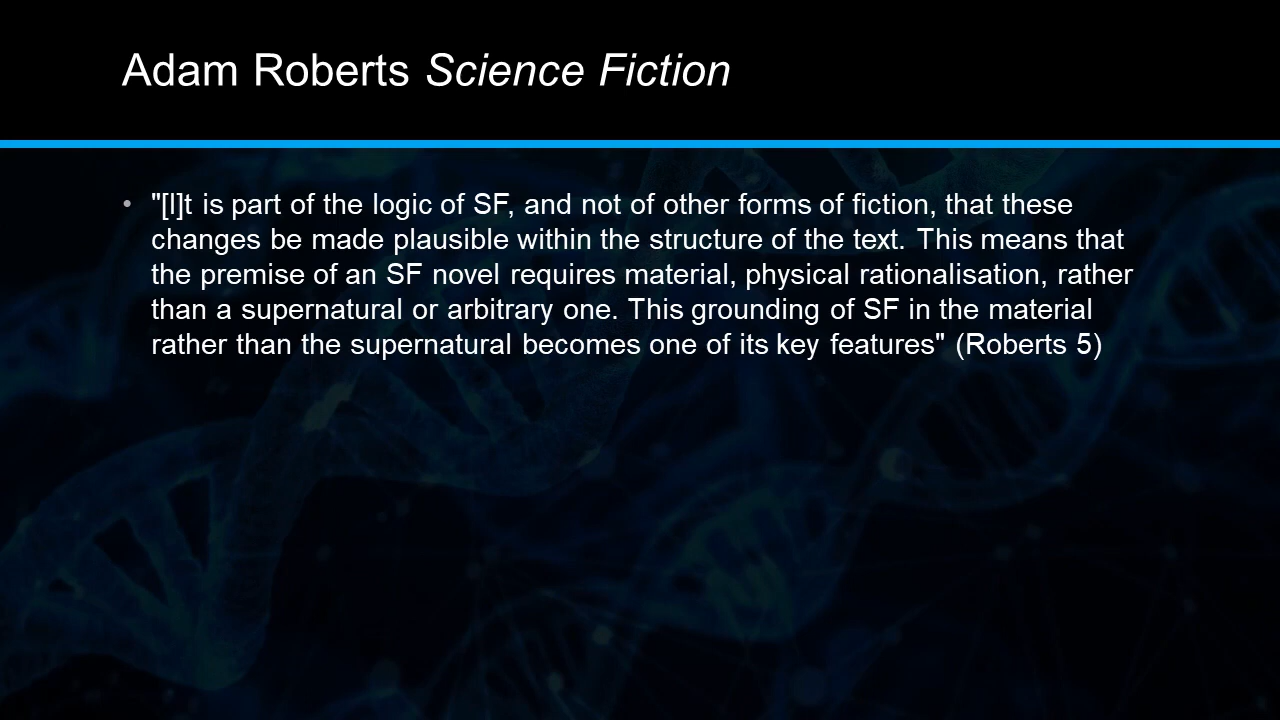 Adam Roberts Science Fiction
• "[I]t is part of the logic of SF, and not of other forms of fiction, that these
changes be made plausible within the structure of the text. This means that
the premise of an SF novel requires material, physical rationalisation, rather
than a supernatural or arbitrary one. This grounding of SF in the material
rather than the supernatural becomes one of its key features" (Roberts 5)